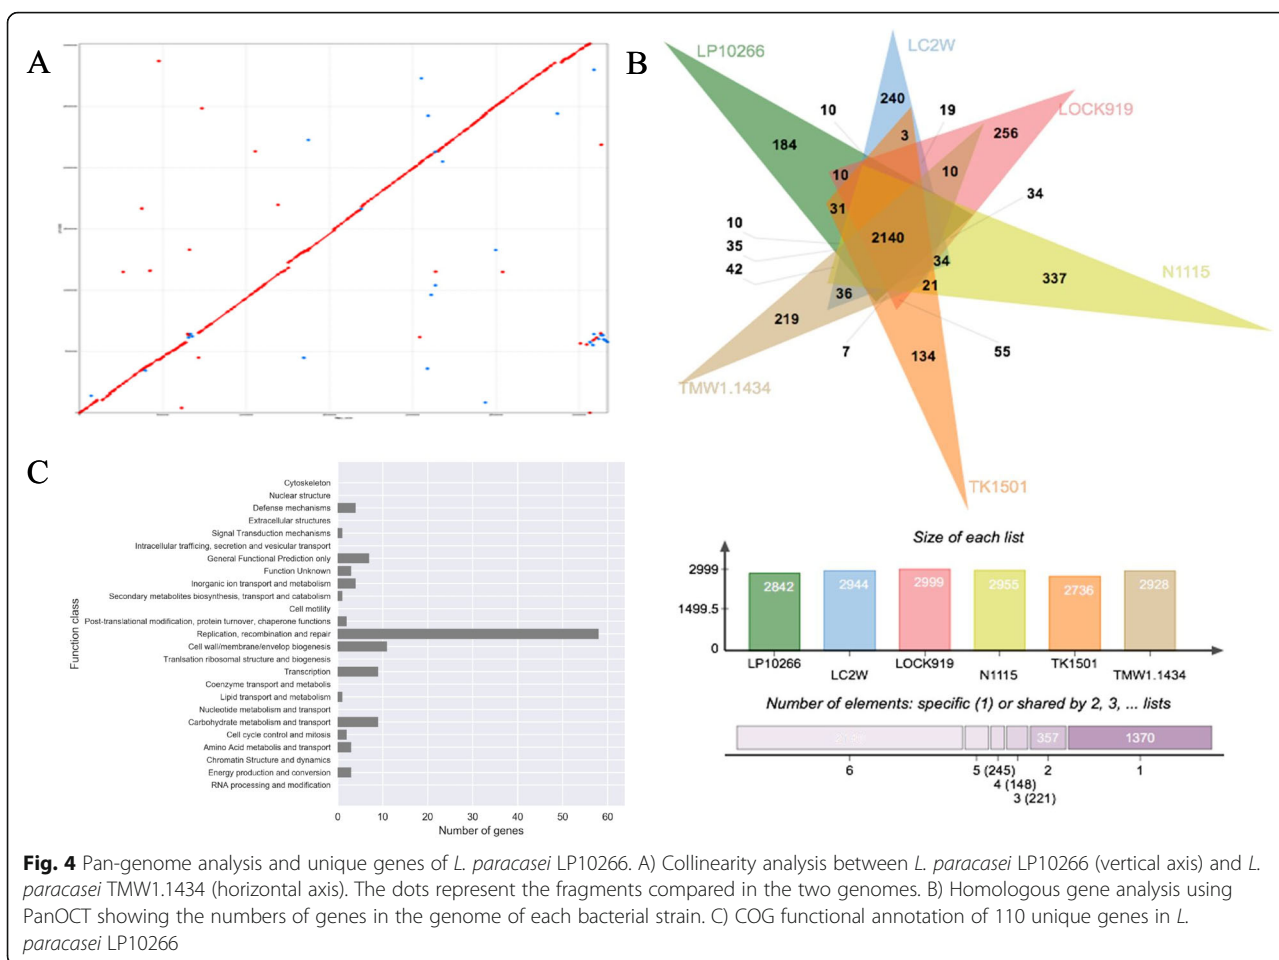 A
B
LP10266
LC2W
LOCK919
N1115
TMW1.1434
TK1501
240
10
19
3
256
184
10
10
34
31
10
2140
35
34
42
337
21
36
219
7
134
55
C
Function class
Cytoskeleton
Nuclear structure
Defense mechanisms
Extracellular structures
Signal Transduction mechanisms
Intracellular trafficing, secretion and vesicular transport
General Functional Prediction only
Function Unknown
Inorganic ion transport and metabolism
Secondary metabolites biosynthesis, transport and catabolism
Cell motility
Post-translational modification, protein turnover, chaperone functions
Replication, recombination and repair
Cell wall/membrane/envelop biogenesis
Tranlsation ribosomal structure and biogenesis
Transcription
Coenzyme transport and metabolis
Lipid transport and metabolism
Nucleotide metabolism and transport
Carbohydrate metabolism and transport
Cell cycle control and mitosis
Amino Acid metabolis and transport
Chromatin Structure and dynamics
Energy production and conversion
RNA processing and modification
0 10 20 30 40 50 60
Number of genes
Size of each list
2999
1499.5
0
2842 2944 2999 2955 2736 2928
LP10266 LC2W LOCK919 N1115 TK1501 TMW1.1434
Number of elements: specific (1) or shared by 2, 3, ... lists
357 1370
6 5 (245) 2 1
4 (148)
3 (221)
Fig. 4 Pan-genome analysis and unique genes of L. paracasei LP10266. A) Collinearity analysis between L. paracasei LP10266 (vertical axis) and L.
paracasei TMW1.1434 (horizontal axis). The dots represent the fragments compared in the two genomes. B) Homologous gene analysis using
PanOCT showing the numbers of genes in the genome of each bacterial strain. C) COG functional annotation of 110 unique genes in L.
paracasei LP10266